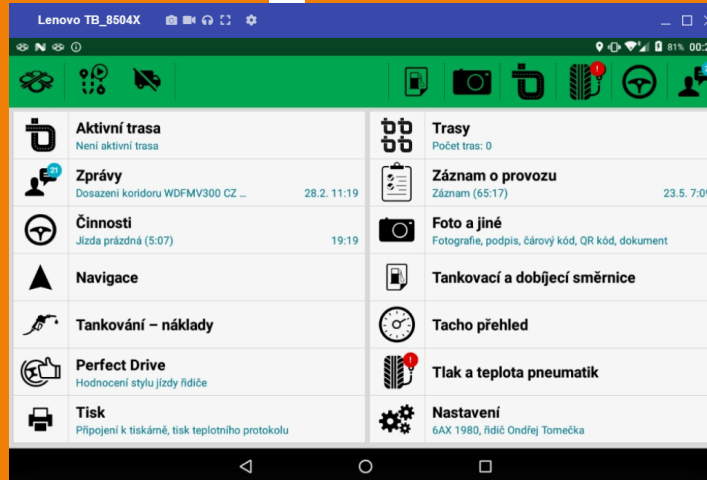 Lenovo TB_8504X
81% 00:2
Aktivní trasa
Není aktivní trasa
Trasy
Počet tras: 0
21
Zprávy
Dosazeni koridoru WDFMV300 CZ ...
28.2. 11:19
Záznam o provozu
Záznam (65:17)
23.5. 7:09
Činnosti
Jízda prázdná (5:07)
19:19
Foto a jiné
Fotografie, podpis, čárový kód, QR kód, dokument
Navigace
Tankovací a dobíjecí směrnice
Tankování – náklady
Tacho přehled
Perfect Drive
Hodnocení stylu jízdy řidiče
Tlak a teplota pneumatik
Tisk
Připojení k tiskárně, tisk teplotního protokolu
Nastavení
6AX 1980, řidič Ondřej Tomečka